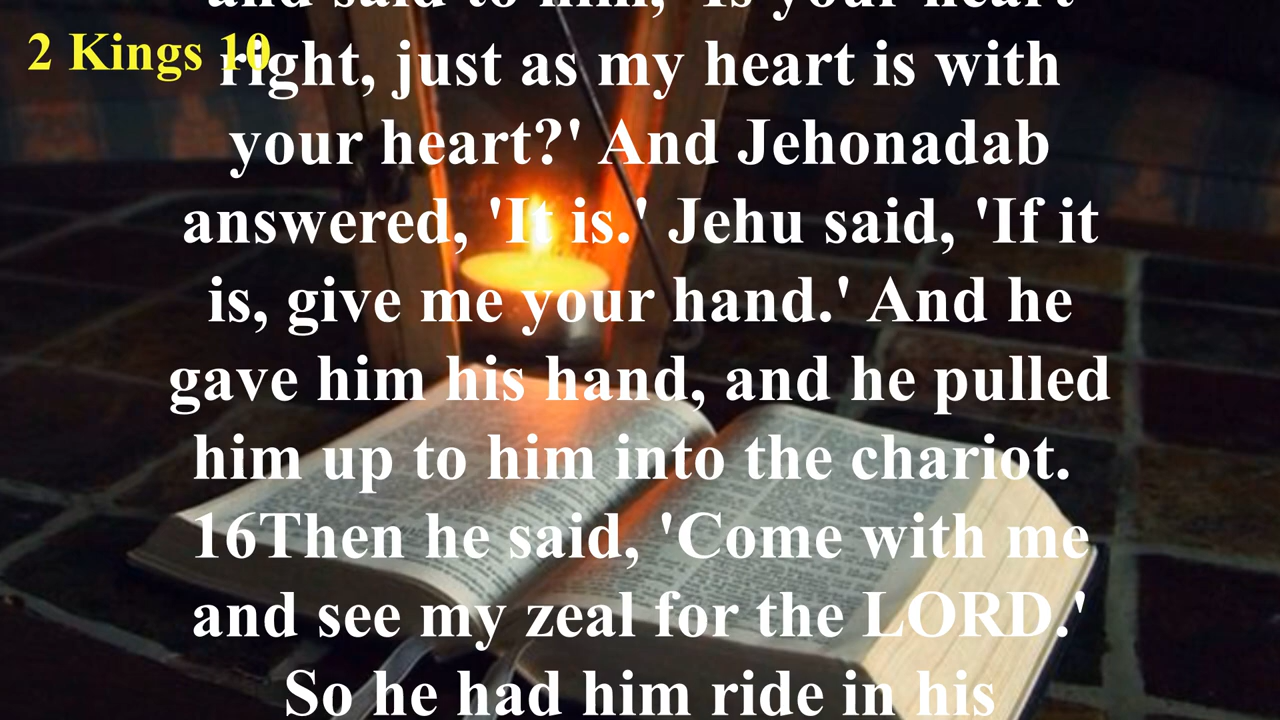 and said to him, 'Is your heart
2 Kings 10
right, just as my heart is with
your heart?' And Jehonadab
answered, 'It is.' Jehu said, 'If it
is, give me your hand.' And he
gave him his hand, and he pulled
him up to him into the chariot.
16Then he said, 'Come with me
and see my zeal for the LORD.'
So he had him ride in his